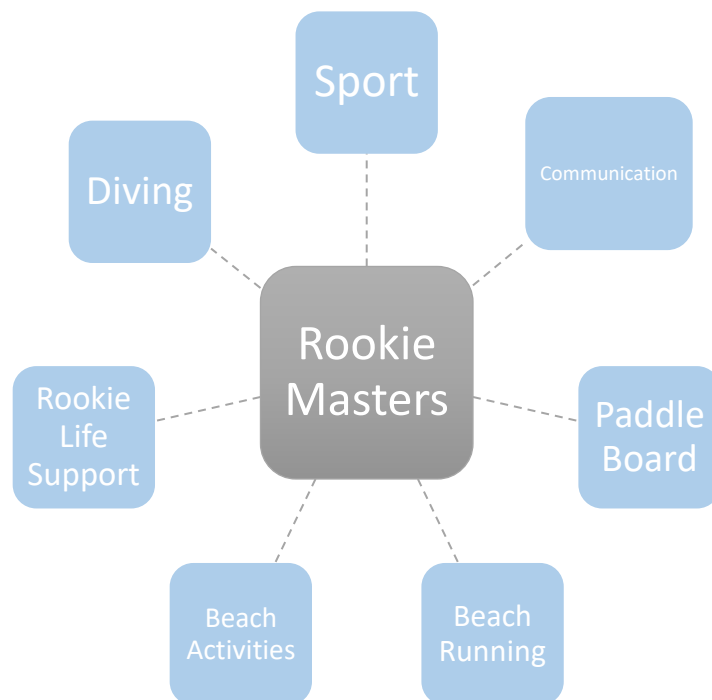 Sport
Communication
Diving
Rookie
Masters
Rookie
Life
Support
Paddle
Board
Beach
Activities
Beach
Running